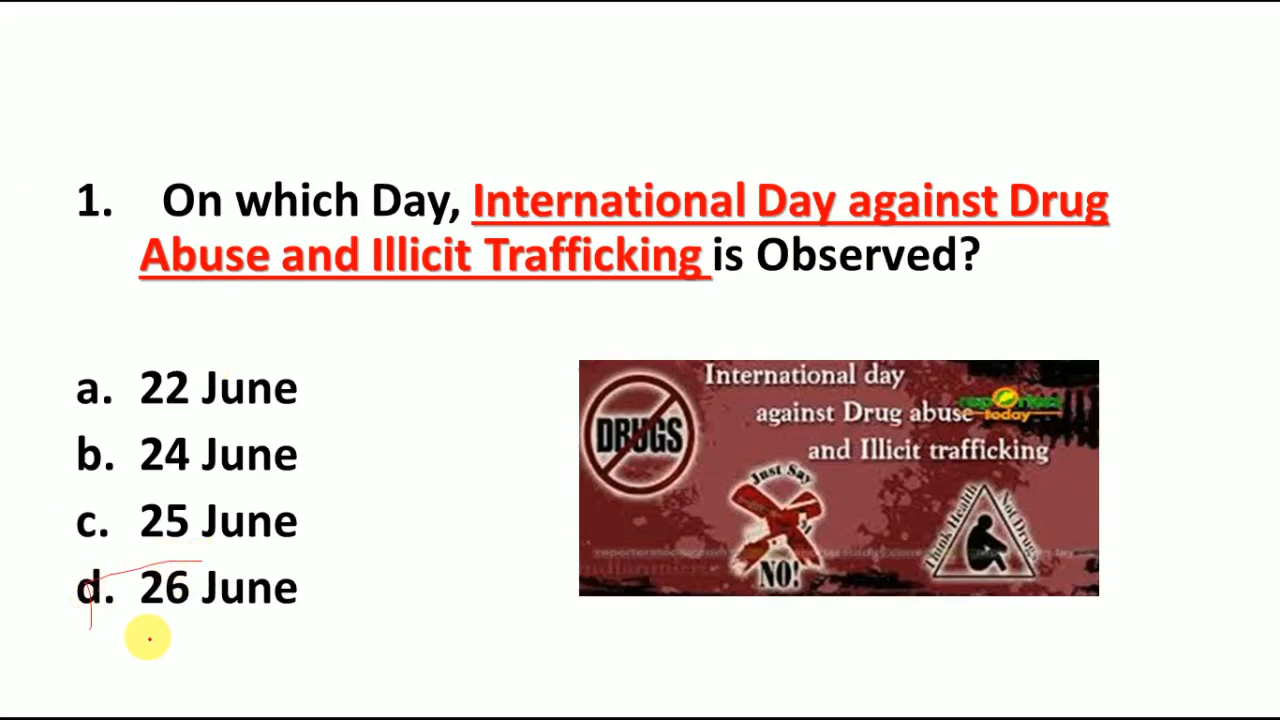 1. On which Day, International Day against Drug
Abuse and Illicit Trafficking is Observed?
a. 22 June
b. 24 June
c. 25 June
d. 26 June
International day
against Drug abuse
and Illicit trafficking
today
DRUGS
Just Say
NO!
Think Health
Not Drugs